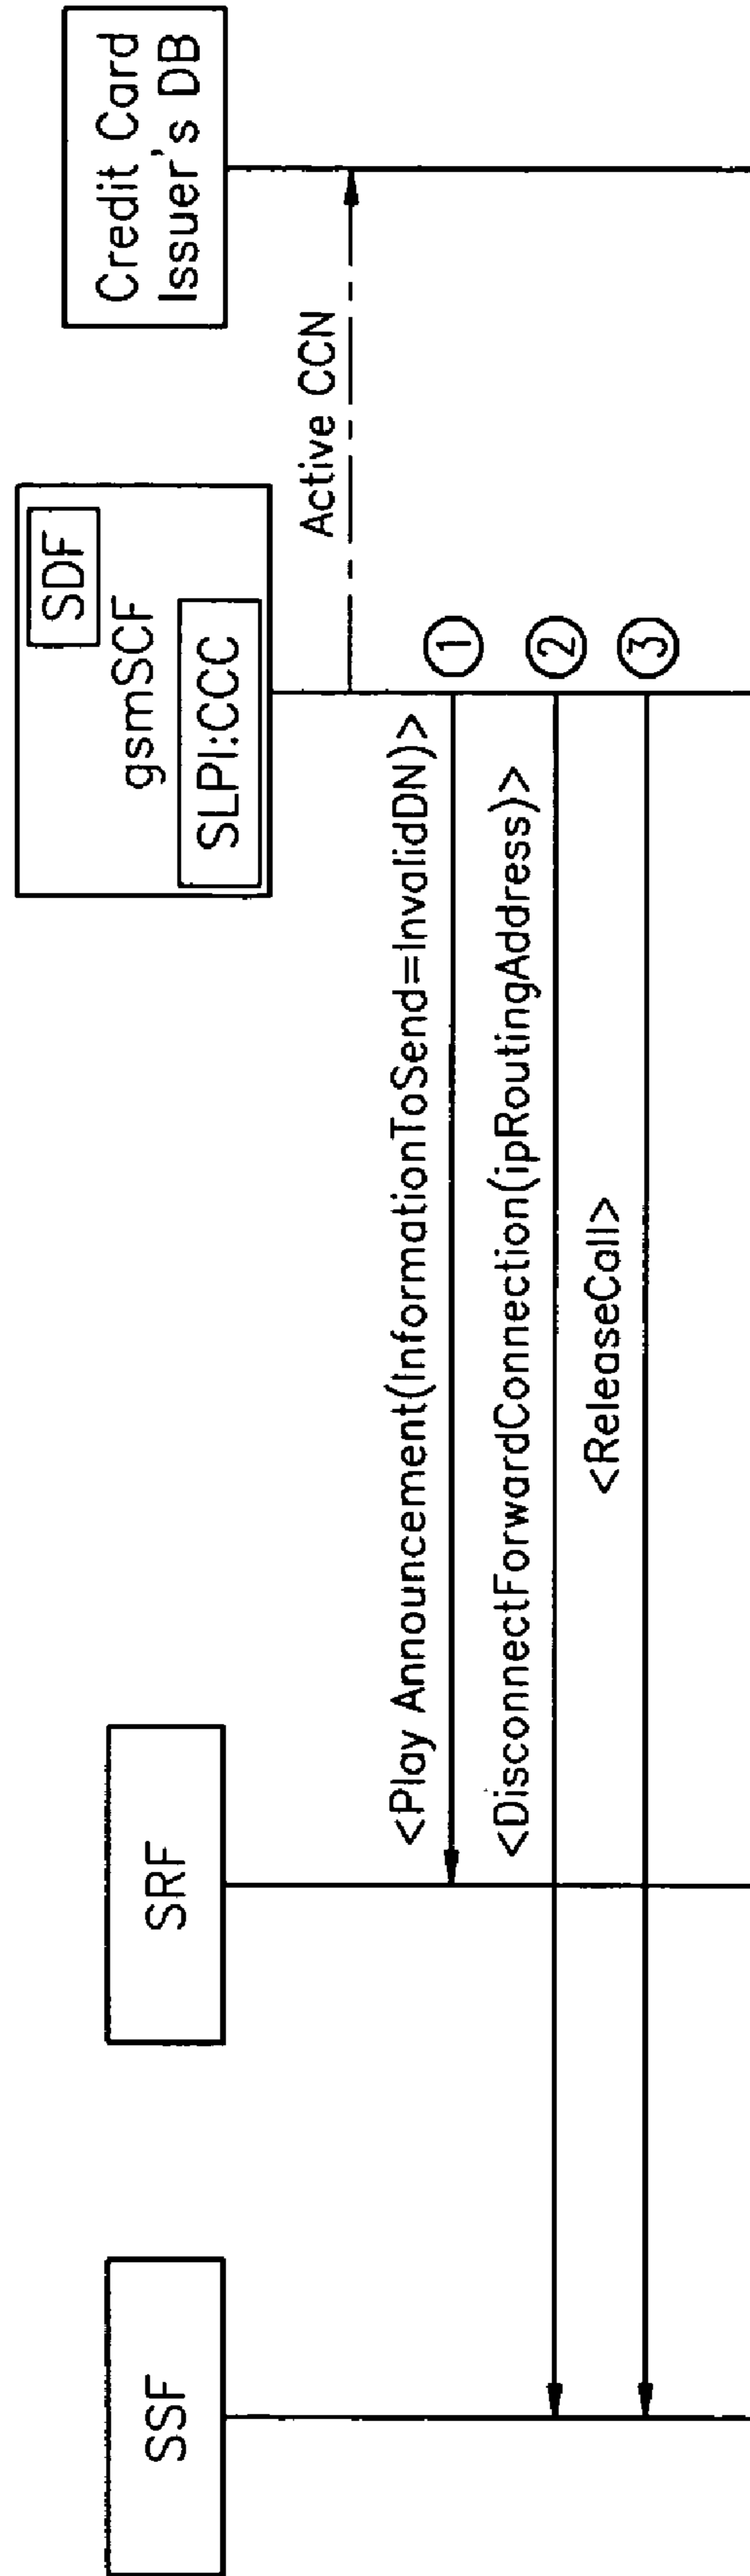 SSF
SRF
SDF
gsmSCF
SLPI:CCC
Credit Card
Issuer's DB
Active CCN
<Play Announcement(InformationToSend=InvalidDN)>
①
<DisconnectForwardConnection(ipRoutingAddress)>
②
<ReleaseCall>
③